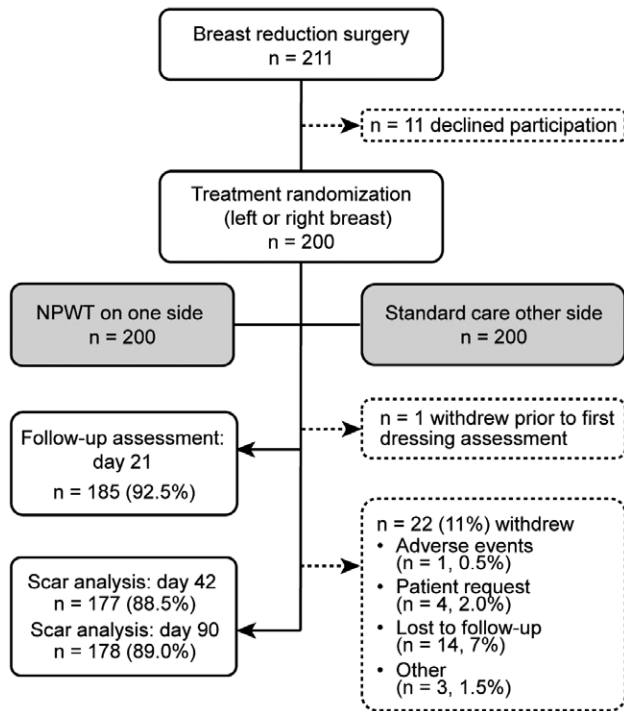 Breast reduction surgery
n = 211
n = 11 declined participation
Treatment randomization
(left or right breast)
n = 200
NPWT on one side
n = 200
Standard care other side
n = 200
n = 1 withdrew prior to first
dressing assessment
Follow-up assessment:
day 21
n = 185 (92.5%)
n = 22 (11%) withdrew
• Adverse events
(n = 1, 0.5%)
• Patient request
(n = 4, 2.0%)
• Lost to follow-up
(n = 14, 7%)
• Other
(n = 3, 1.5%)
Scar analysis: day 42
n = 177 (88.5%)
Scar analysis: day 90
n = 178 (89.0%)